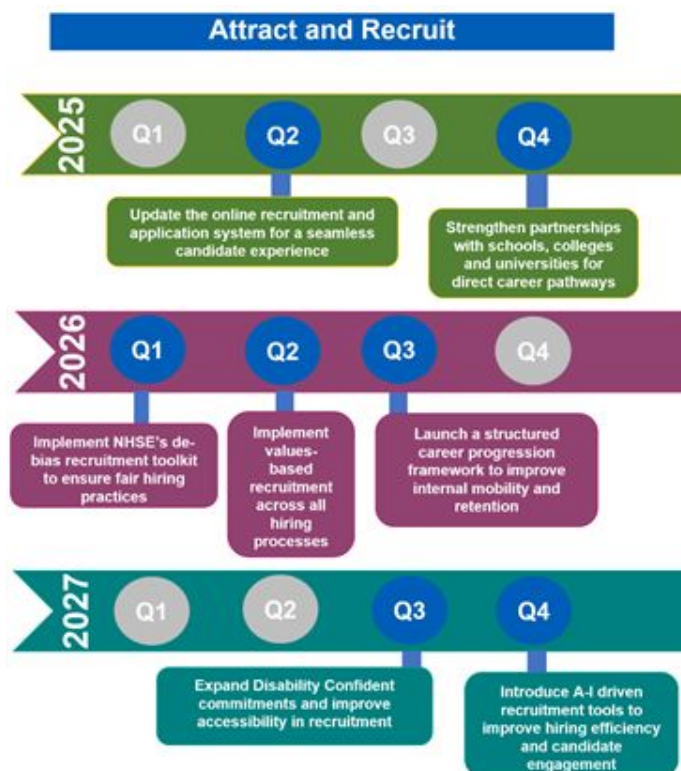 Attract and Recruit
2025
Q1
Q2
Q3
Q4
Update the online recruitment and
application system for a seamless
candidate experience
Strengthen partnerships
with schools, colleges
and universities for
direct career pathways
2026
Q1
Q2
Q3
Q4
Implement NHSE's de-
bias recruitment toolkit
to ensure fair hiring
practices
Implement
values-
based
recruitment
across all
hiring
processes
Launch a structured
career progression
framework to improve
internal mobility and
retention
2027
Q1
Q2
Q3
Q4
Expand Disability Confident
commitments and improve
accessibility in recruitment
Introduce A-I driven
recruitment tools to
improve hiring efficiency
and candidate
engagement